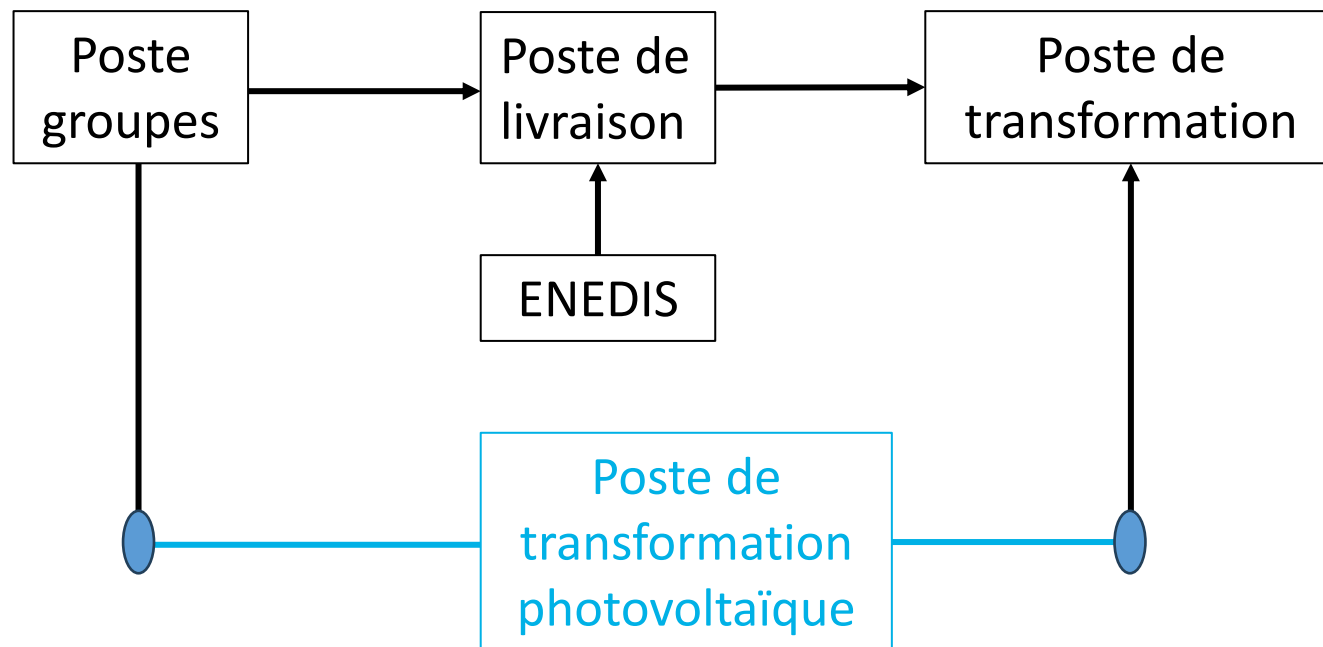 Poste
groupes
Poste de
livraison
Poste de
transformation
ENEDIS
Poste de
transformation
photovoltaïque